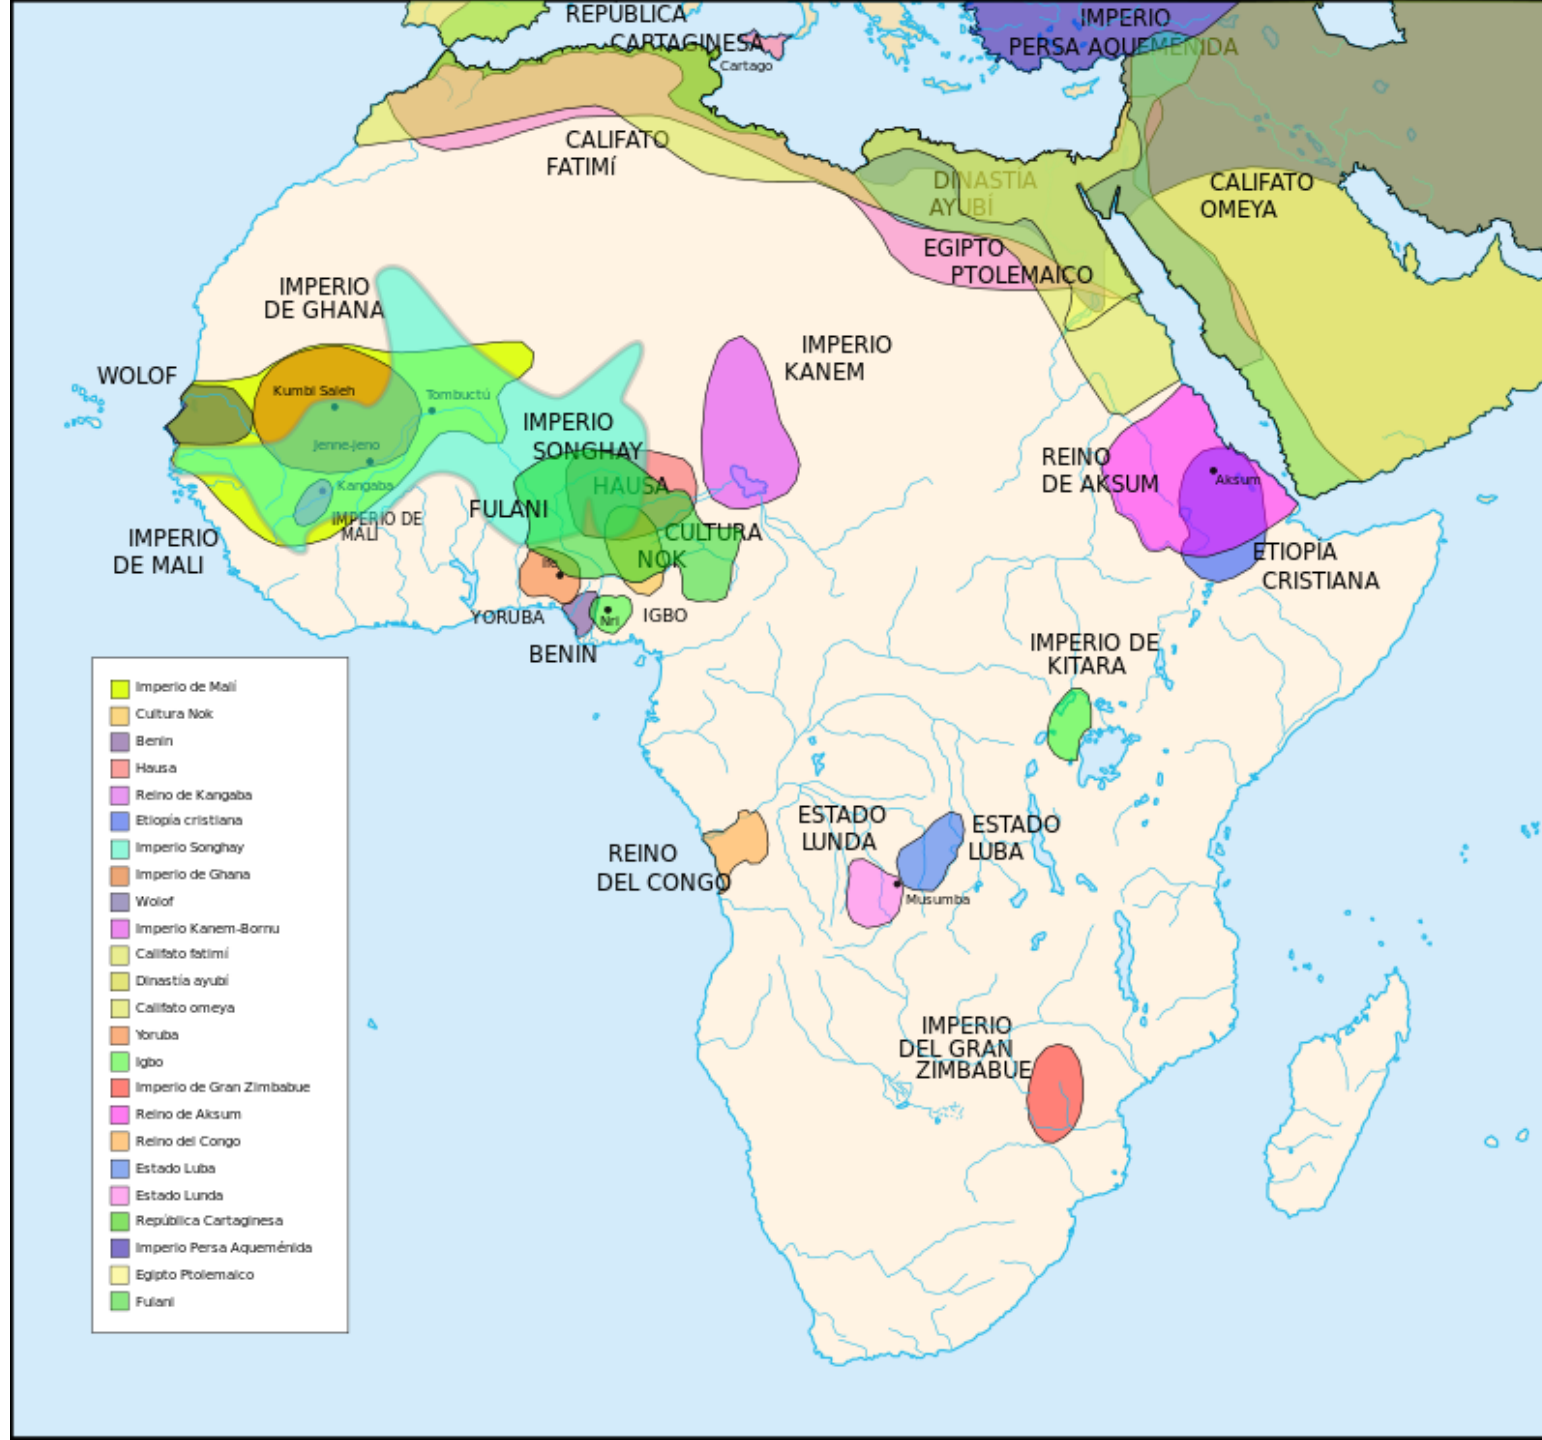 REPUBLICA
CARTAGINESA
Cartago
IMPERIO
PERSA AQUEMÉNIDA
CALIFATO
FATIMÍ
DINASTÍA
AYUBÍ
CALIFATO
OMEYA
EGIPTO
PTOLEMAICO
IMPERIO
DE GHANA
WOLOF
Kumbi Saleh
Tombuctú
Jenne-Jeno
Kangaba
IMPERIO DE
MALI
IMPERIO
DE MALI
IMPERIO
SONGHAY
HAUSA
FULANI
CULTURA
NOK
IMPERIO
KANEM
Ife
YORUBA
Nri
IGBO
BENIN
REINO
DE AKSUM
Aksum
ETIOPÍA
CRISTIANA
IMPERIO DE
KITARA
ESTADO
LUNDA
ESTADO
LUBA
Musumba
REINO
DEL CONGO
IMPERIO
DEL GRAN
ZIMBABUE
Imperio de Malí
Cultura Nok
Benin
Hausa
Reino de Kangaba
Etiopía cristiana
Imperio Songhay
Imperio de Ghana
Wolof
Imperio Kanem-Bornu
Califato fatimí
Dinastía ayubí
Califato omeya
Yoruba
Igbo
Imperio de Gran Zimbabue
Reino de Aksum
Reino del Congo
Estado Luba
Estado Lunda
República Cartaginesa
Imperio Persa Aqueménida
Egipto Ptolemaico
Fulani